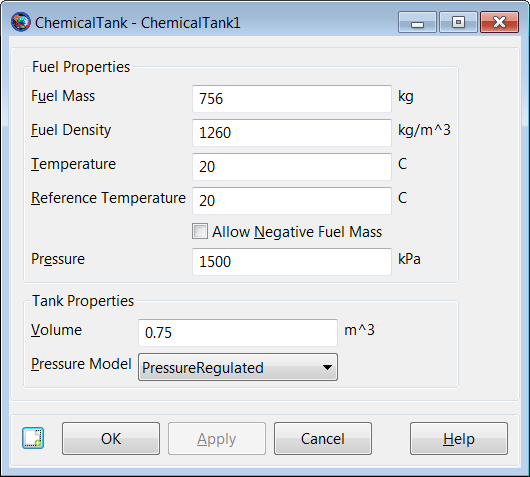 ChemicalTank - ChemicalTank1
Fuel Properties
Fuel Mass 756 kg
Fuel Density 1260 kg/m^3
Temperature 20 C
Reference Temperature 20 C
Allow Negative Fuel Mass
Pressure 1500 kPa
Tank Properties
Volume 0.75 m^3
Pressure Model PressureRegulated
OK Apply Cancel Help